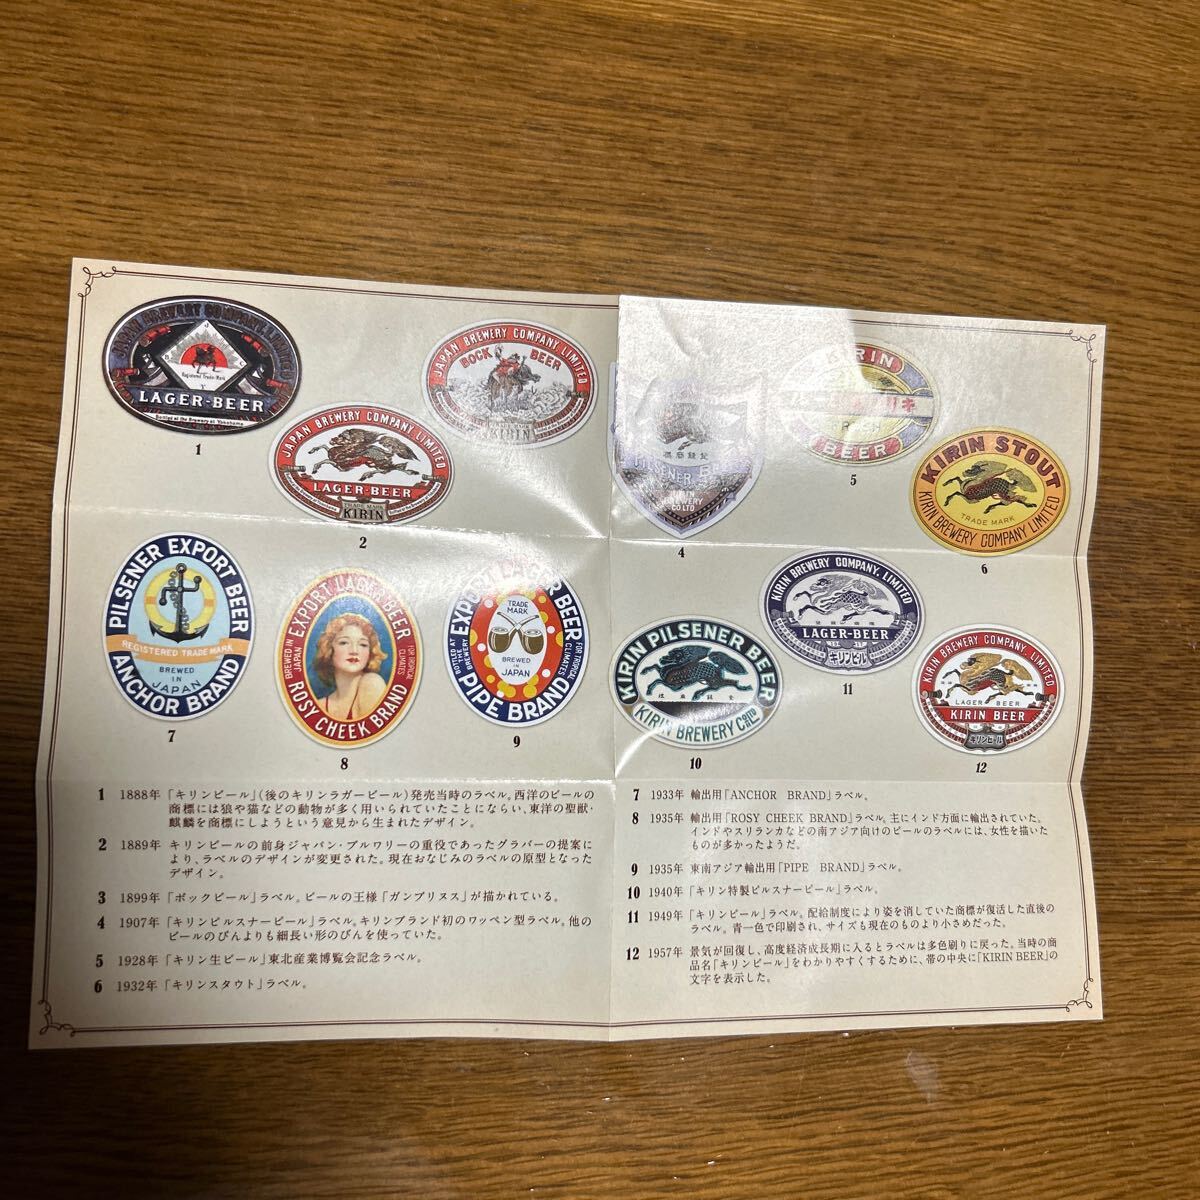 JAPAN BREWERY COMPANY, LIMITED
Registered Trade-Mark
LAGER-BEER
Bottled at the Brewery at Yokohama
1
JAPAN BREWERY COMPANY, LIMITED
LAGER-BEER
TRADE MARK
KIRIN
2
JAPAN BREWERY COMPANY, LIMITED
BOCK BEER
KIRIN
PILSENER BEER
KIRIN
BREWERY
CO LTD
4
KIRIN
BEER
5
KIRIN STOUT
TRADE MARK
KIRIN BREWERY COMPANY LIMITED
6
PILSENER EXPORT BEER
REGISTERED TRADE MARK
BREWED
IN
JAPAN
ANCHOR BRAND
7
EXPORT LAGER BEER
BREWED IN JAPAN
FOR TROPICAL CLIMATES
ROSY CHEEK BRAND
8
EXPORT LAGER BEER
TRADE
MARK
BOTTLED AT THE BREWERY
FOR TROPICAL CLIMATES
BREWED
IN
JAPAN
PIPE BRAND
9
KIRIN PILSENER BEER
KIRIN BREWERY CO LTD
10
KIRIN BREWERY COMPANY, LIMITED
LAGER-BEER
キリンビール
11
KIRIN BREWERY COMPANY, LIMITED
LAGER BEER
KIRIN BEER
キリンビール
12
1 1888年「キリンビール」(後のキリンラガービール)発売当時のラベル。西洋のビールの
商標には狼や猫などの動物が多く用いられていたことにならい、東洋の聖獣・
麒麟を商標にしようという意見から生まれたデザイン。
2 1889年 キリンビールの前身ジャパン・ブルワリーの重役であったグラバーの提案に
より、ラベルのデザインが変更された。現在おなじみのラベルの原型となった
デザイン。
3 1899年「ボックビール」ラベル。ビールの王様「ガンブリヌス」が描かれている。
4 1907年「キリンピルスナービール」ラベル。キリンブランド初のワッペン型ラベル。他の
ビールのびんよりも細長い形のびんを使っていた。
5 1928年「キリン生ビール」東北産業博覧会記念ラベル。
6 1932年「キリンスタウト」ラベル。
7 1933年 輸出用「ANCHOR BRAND」ラベル、
8 1935年 輸出用「ROSY CHEEK BRAND」ラベル。主にインド方面に輸出されていた。
インドやスリランカなどの南アジア向けのビールのラベルには、女性を描いた
ものが多かったようだ。
9 1935年 東南アジア輸出用「PIPE BRAND」ラベル。
10 1940年「キリン特製ピルスナービール」ラベル。
11 1949年「キリンビール」ラベル。配給制度により姿を消していた商標が復活した直後の
ラベル。青一色で印刷され、サイズも現在のものより小さめだった。
12 1957年 景気が回復し、高度経済成長期に入るとラベルは多色刷りに戻った。当時の商
品名「キリンビール」をわかりやすくするために、帯の中央に「KIRIN BEER」の
文字を表示した。